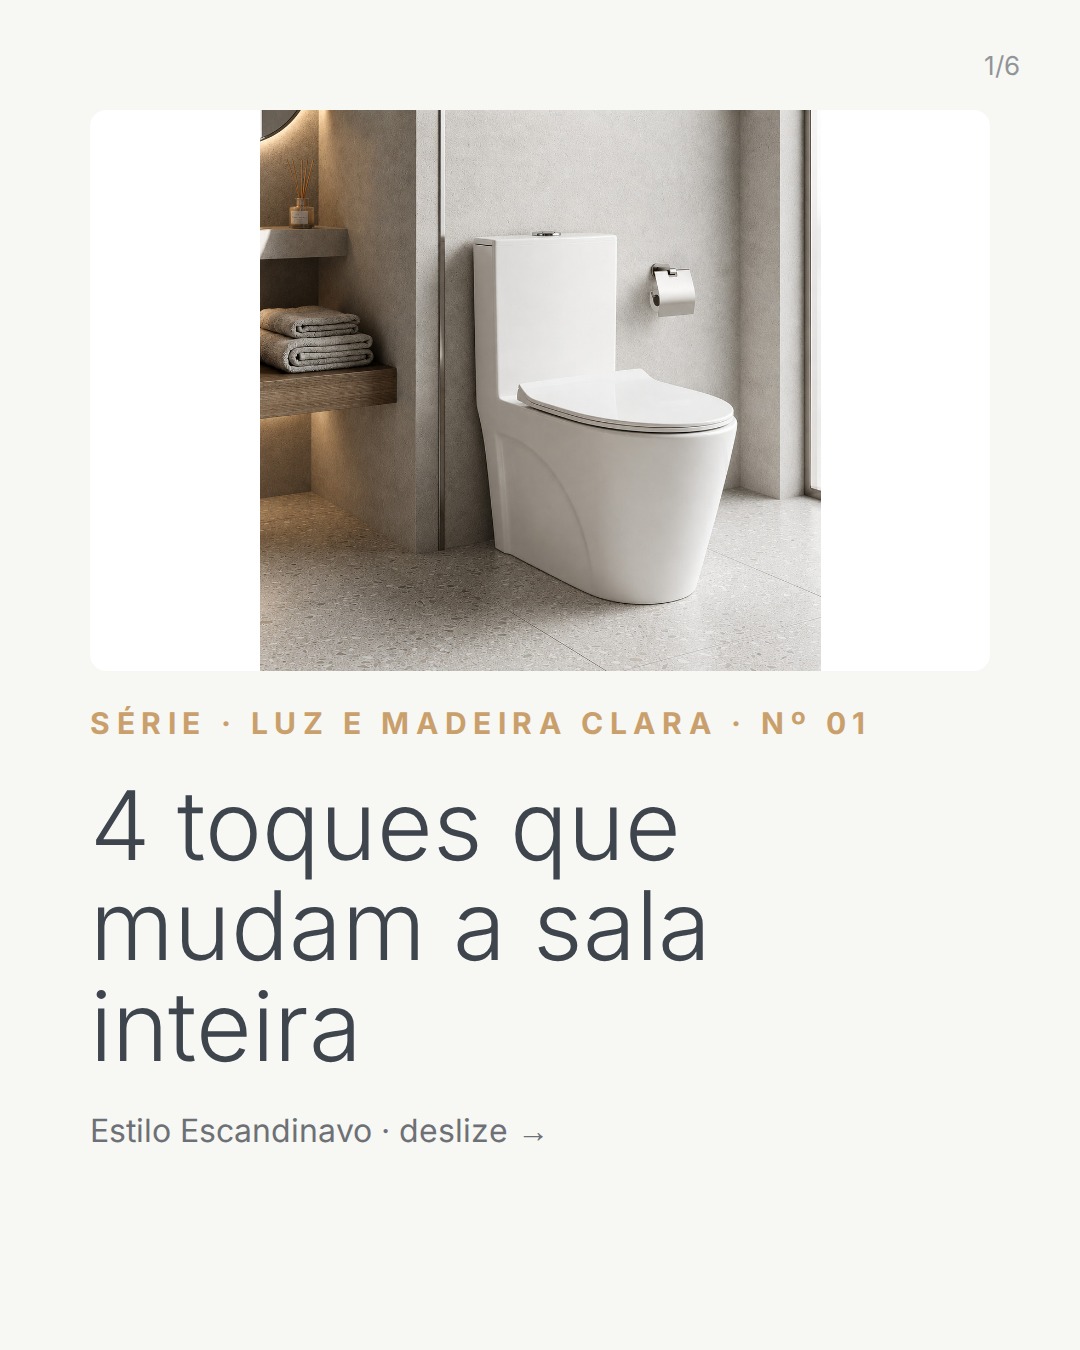 1/6
SÉRIE · LUZ E MADEIRA CLARA · Nº 01
4 toques que
mudam a sala
inteira
Estilo Escandinavo · deslize →